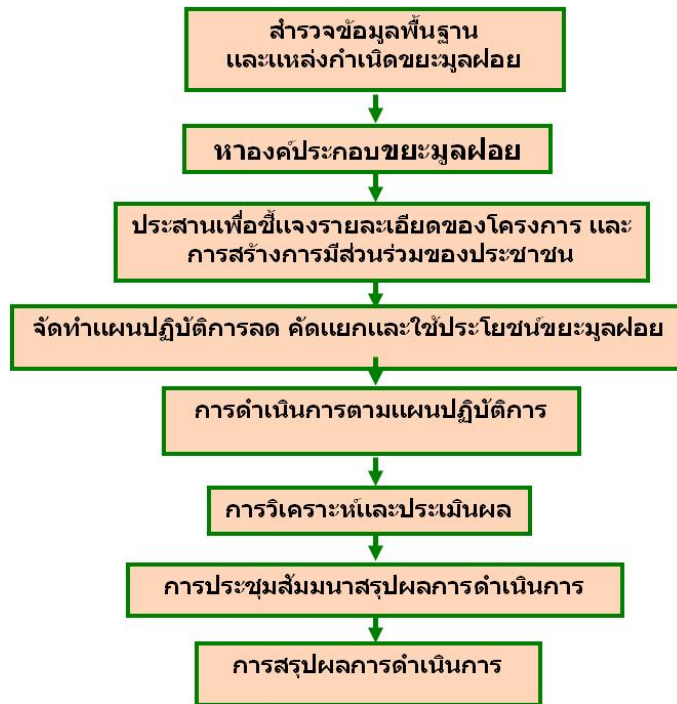 สำรวจข้อมูลพื้นฐาน
และแหล่งกำเนิดขยะมูลฝอย
หาองค์ประกอบขยะมูลฝอย
ประสานเพื่อชี้แจงรายละเอียดของโครงการ และ
การสร้างการมีส่วนร่วมของประชาชน
จัดทำแผนปฏิบัติการลด คัดแยกและใช้ประโยชน์ขยะมูลฝอย
การดำเนินการตามแผนปฏิบัติการ
การวิเคราะห์และประเมินผล
การประชุมสัมมนาสรุปผลการดำเนินการ
การสรุปผลการดำเนินการ